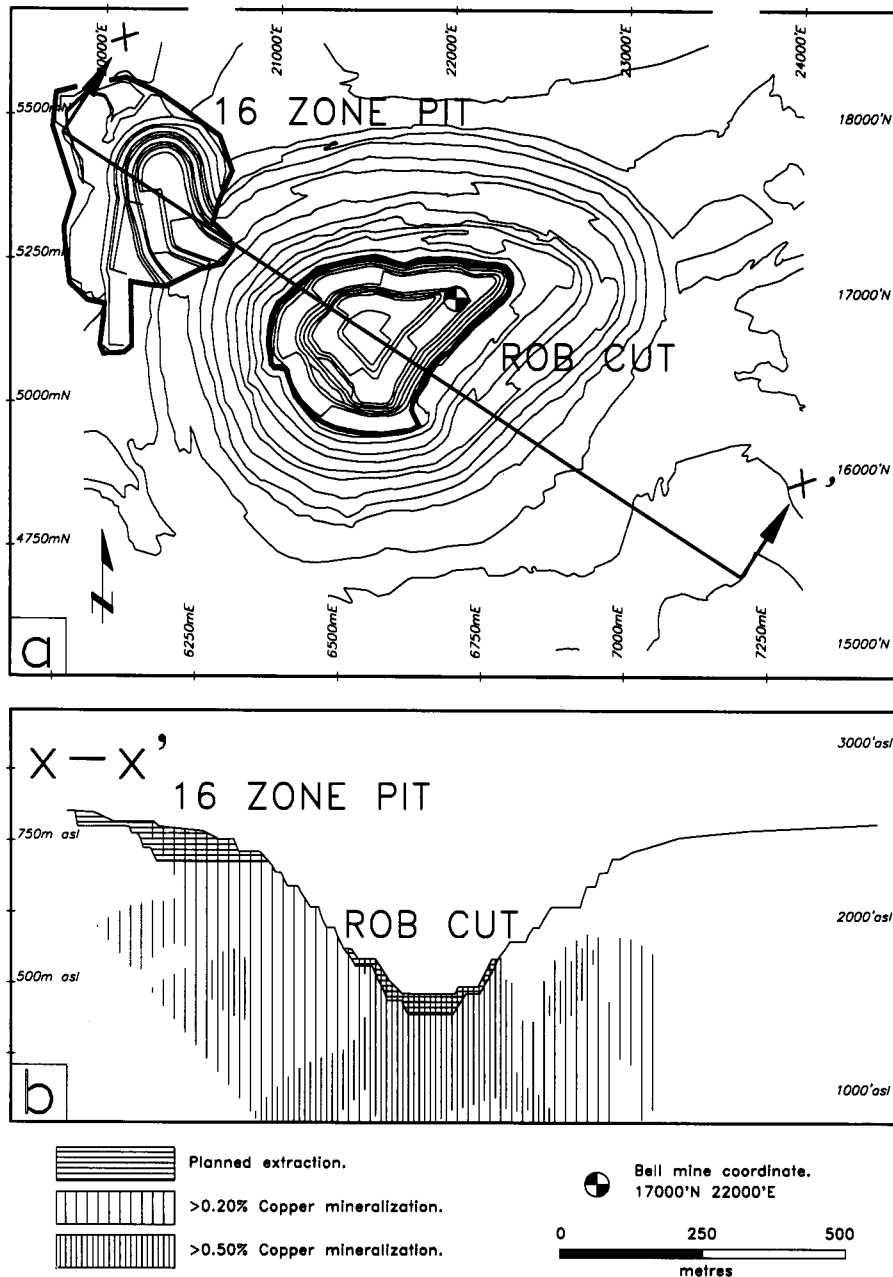 20000'E 21000'E 22000'E 23000'E 24000'E
X
5500mN
16 ZONE PIT
18000'N
5250mN
17000'N
ROB CUT
5000mN
16000'N
X'
4750mN
N
6250mE 6500mE 6750mE 7000mE 7250mE
15000'N
a
X-X'
3000'asl
16 ZONE PIT
750m asl
2000'asl
ROB CUT
500m asl
1000'asl
b
Planned extraction.
>0.20% Copper mineralization.
>0.50% Copper mineralization.
Bell mine coordinate.
17000'N 22000'E
0 250 500
metres